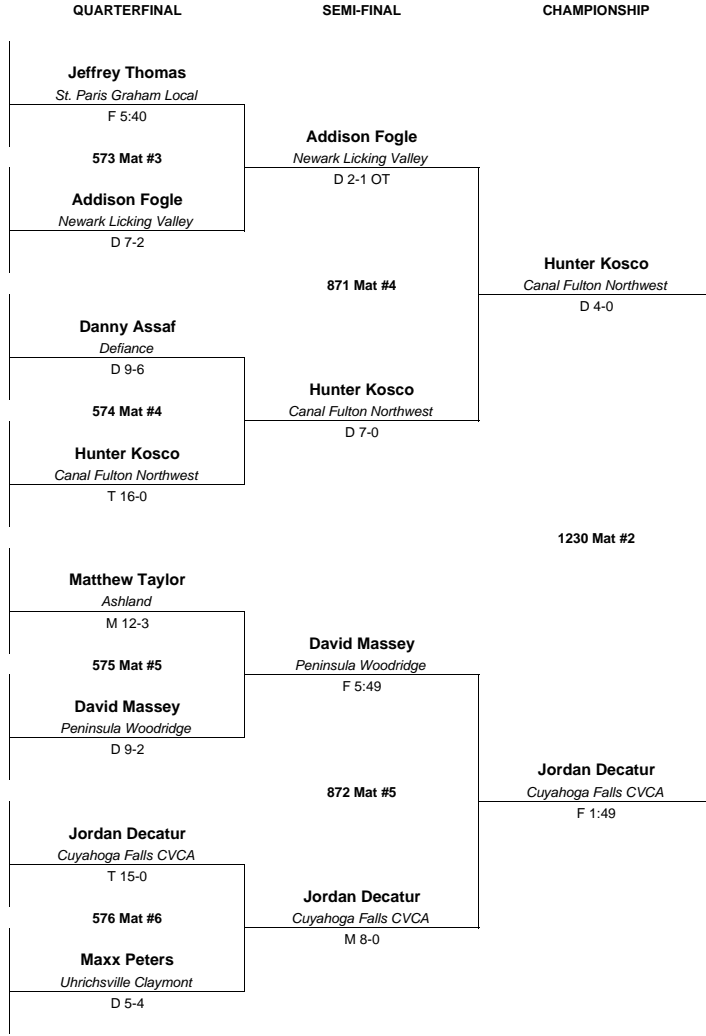 QUARTERFINAL SEMI-FINAL CHAMPIONSHIP
Jeffrey Thomas
St. Paris Graham Local
F 5:40
573 Mat #3
Addison Fogle
Newark Licking Valley
D 7-2
Addison Fogle
Newark Licking Valley
D 2-1 OT
Danny Assaf
Defiance
D 9-6
574 Mat #4
Hunter Kosco
Canal Fulton Northwest
T 16-0
871 Mat #4
Hunter Kosco
Canal Fulton Northwest
D 7-0
Hunter Kosco
Canal Fulton Northwest
D 4-0
1230 Mat #2
Matthew Taylor
Ashland
M 12-3
575 Mat #5
David Massey
Peninsula Woodridge
D 9-2
David Massey
Peninsula Woodridge
F 5:49
Jordan Decatur
Cuyahoga Falls CVCA
T 15-0
576 Mat #6
Maxx Peters
Uhrichsville Claymont
D 5-4
872 Mat #5
Jordan Decatur
Cuyahoga Falls CVCA
M 8-0
Jordan Decatur
Cuyahoga Falls CVCA
F 1:49